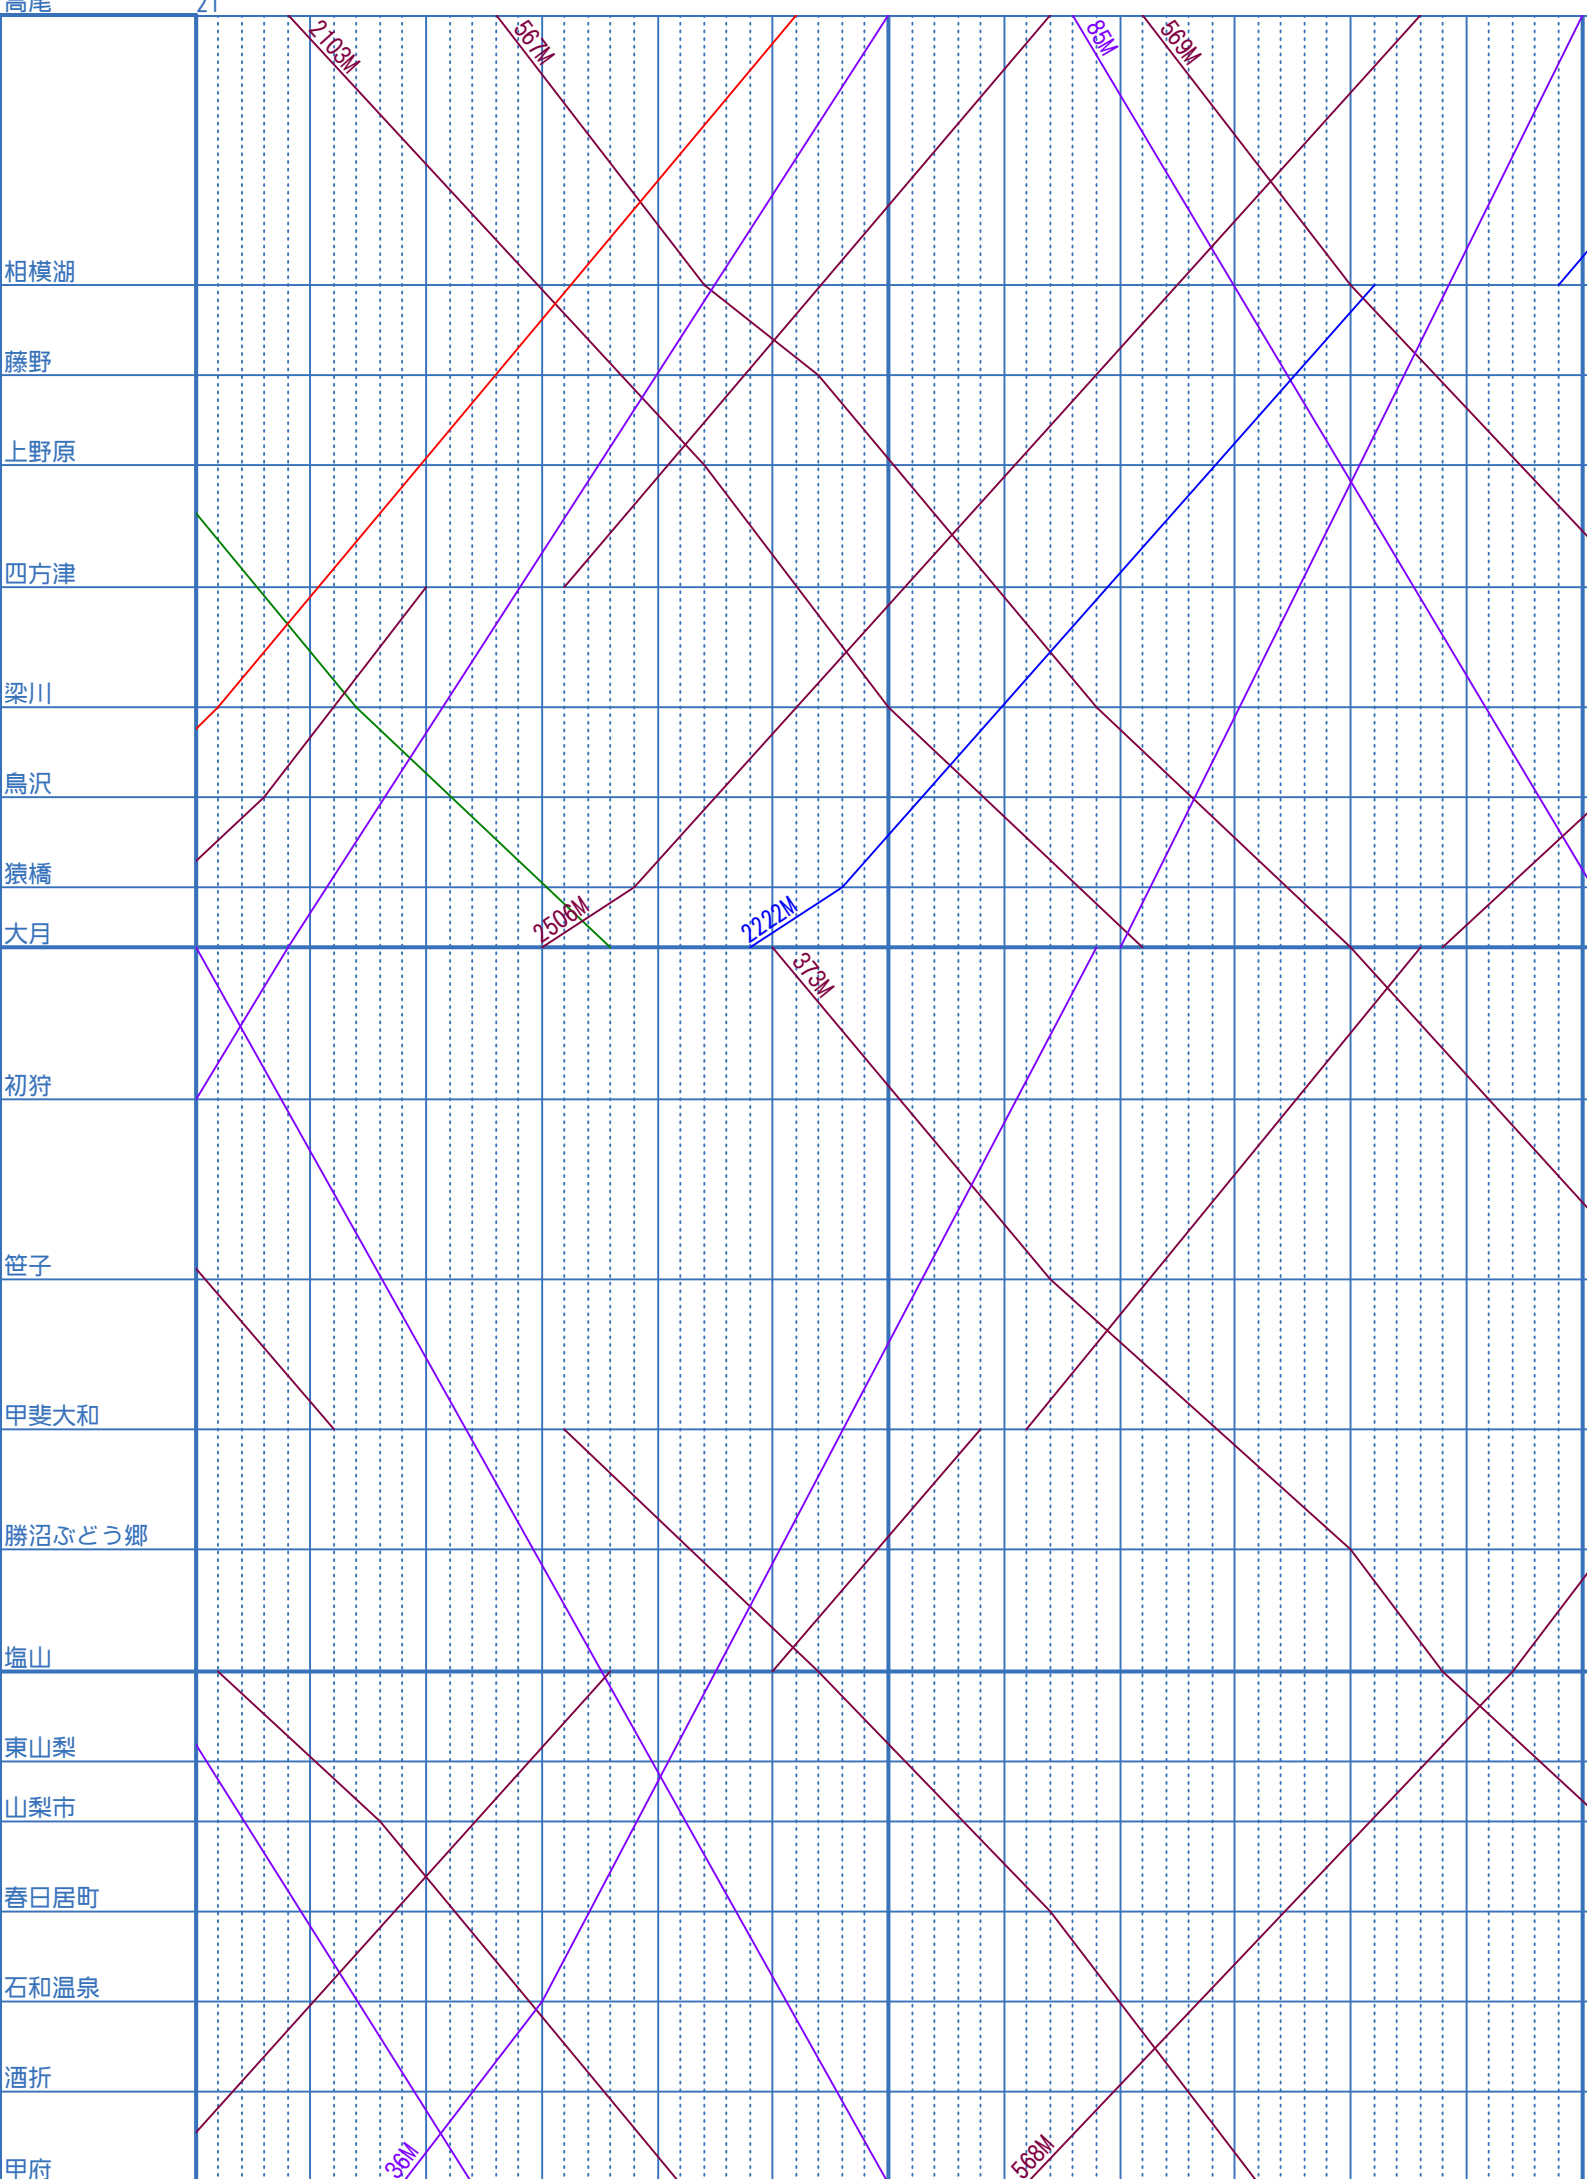 高尾
21
2103M
567M
85M
569M
相模湖
藤野
上野原
四方津
梁川
鳥沢
猿橋
2506M
2222M
大月
373M
初狩
笹子
甲斐大和
勝沼ぶどう郷
塩山
東山梨
山梨市
春日居町
石和温泉
酒折
36M
568M
甲府